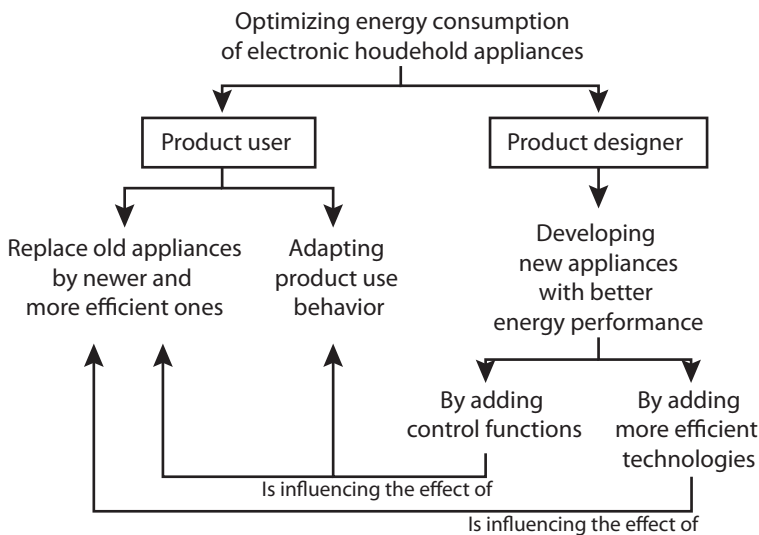 Optimizing energy consumption
of electronic houdehold appliances
Product user
Product designer
Replace old appliances
by newer and
more efficient ones
Adapting
product use
behavior
Developing
new appliances
with better
energy performance
By adding
control functions
By adding
more efficient
technologies
Is influencing the effect of
Is influencing the effect of